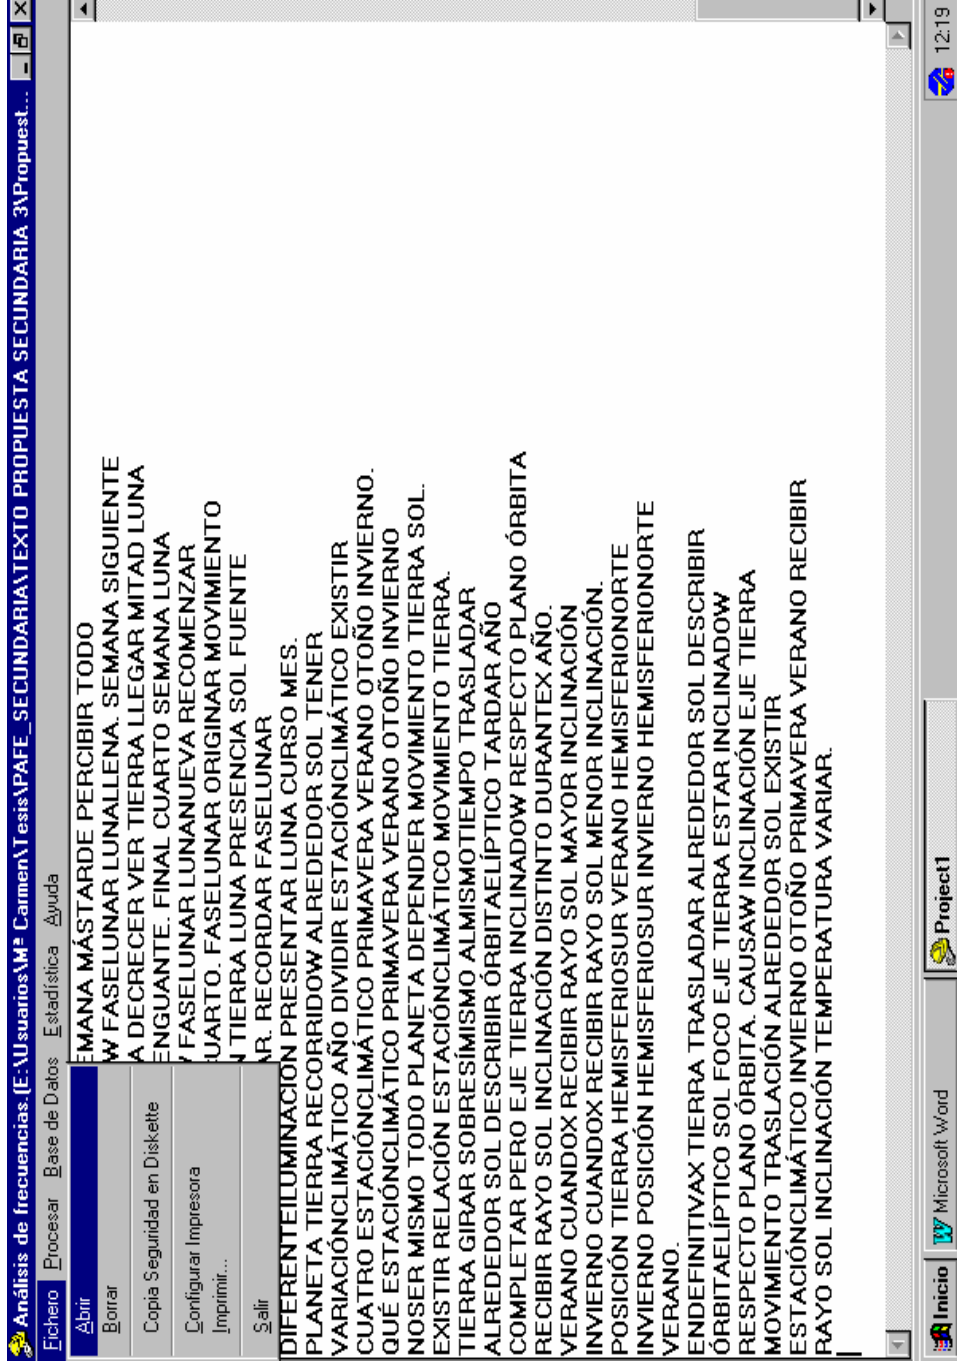 Análisis de frecuencias.(E:\Usuarios\Mª Carmen\Tesis\PAFE_SECUNDARIA\TEXTO PROPUESTA SECUNDARIA 3\Propuest...
Fichero Procesar Base de Datos Estadística Ayuda
Abrir
Borrar
Copia Seguridad en Diskette
Configurar Impresora
Imprimir...
Salir
EMANA MÁSTARDE PERCIBIR TODO
W FASELUNAR LUNALLENA. SEMANA SIGUIENTE
A DECRECER VER TIERRA LLEGAR MITAD LUNA
ENGUANTE. FINAL CUARTO SEMANA LUNA
FASELUNAR LUNANUEVA RECOMENZAR
CUARTO. FASELUNAR ORIGINAR MOVIMIENTO
N TIERRA LUNA PRESENCIA SOL FUENTE
AR. RECORDAR FASELUNAR
DIFERENTEILUMINACIÓN PRESENTAR LUNA CURSO MES.
PLANETA TIERRA RECORRIDOW ALREDEDOR SOL TENER
VARIACIÓNCLIMÁTICO AÑO DIVIDIR ESTACIÓNCLIMÁTICO EXISTIR
CUATRO ESTACIÓNCLIMÁTICO PRIMAVERA VERANO OTOÑO INVIERNO.
QUÉ ESTACIÓNCLIMÁTICO PRIMAVERA VERANO OTOÑO INVIERNO
NOSER MISMO TODO PLANETA DEPENDER MOVIMIENTO TIERRA SOL.
EXISTIR RELACIÓN ESTACIÓNCLIMÁTICO MOVIMIENTO TIERRA.
TIERRA GIRAR SOBRESÍMISMO ALMISMOTIEMPO TRASLADAR
ALREDEDOR SOL DESCRIBIR ÓRBITAELÍPTICO TARDAR AÑO
COMPLETAR PERO EJE TIERRA INCLINADOW RESPECTO PLANO ÓRBITA
RECIBIR RAYO SOL INCLINACIÓN DISTINTO DURANTEX AÑO.
VERANO CUANDOX RECIBIR RAYO SOL MAYOR INCLINACIÓN
INVIERNO CUANDOX RECIBIR RAYO SOL MENOR INCLINACIÓN.
POSICIÓN TIERRA HEMISFERIOSUR VERANO HEMISFERIONORTE
INVIERNO POSICIÓN HEMISFERIOSUR INVIERNO HEMISFERIONORTE
VERANO.
ENDEFINITIVAX TIERRA TRASLADAR ALREDEDOR SOL DESCRIBIR
ÓRBITAELÍPTICO SOL FOCO EJE TIERRA ESTAR INCLINADOW
RESPECTO PLANO ÓRBITA. CAUSAW INCLINACIÓN EJE TIERRA
MOVIMIENTO TRASLACIÓN ALREDEDOR SOL EXISTIR
ESTACIÓNCLIMÁTICO INVIERNO OTOÑO PRIMAVERA VERANO RECIBIR
RAYO SOL INCLINACIÓN TEMPERATURA VARIAR.
Inicio Microsoft Word Project1 12:19